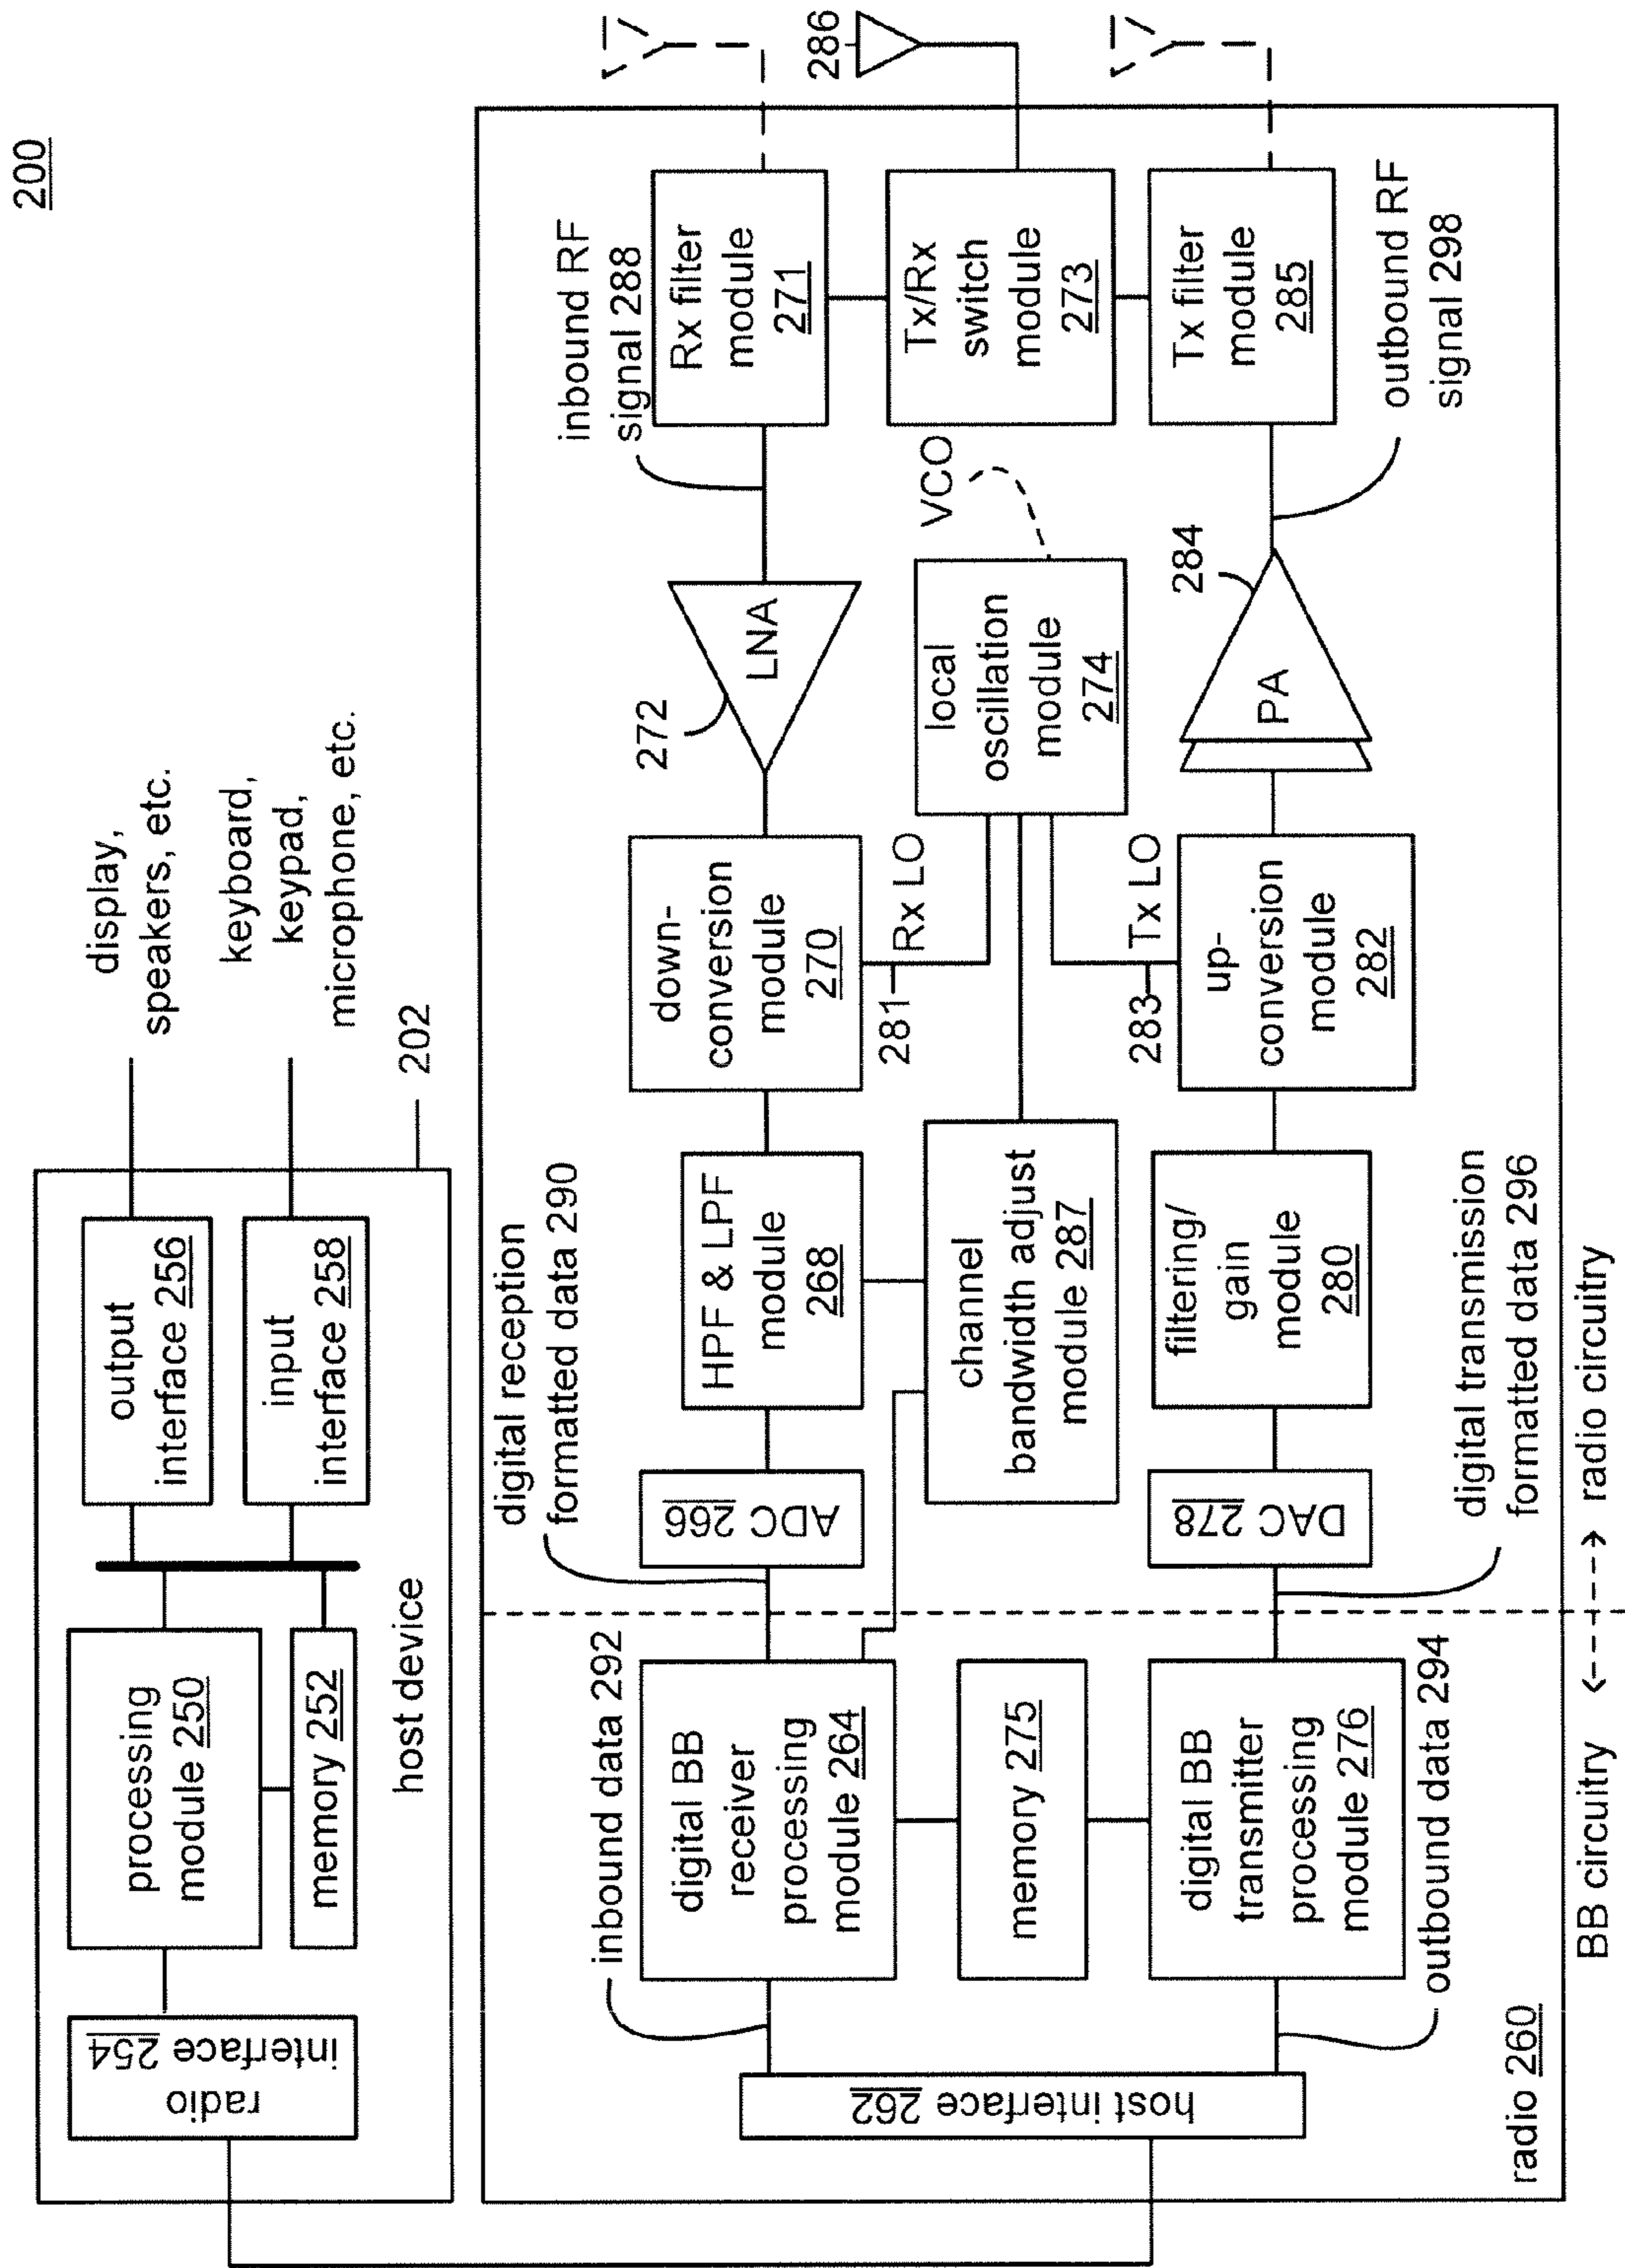 200
display,
speakers, etc.
keyboard,
keypad,
microphone, etc.
202
radio
interface 254
processing
module 250
memory 252
output
interface 256
input
interface 258
host device
286
inbound RF
signal 288
Rx filter
module
271
Tx/Rx
switch
module
273
Tx filter
module
285
outbound RF
signal 298
272
LNA
VCO
local
oscillation
module
274
284
PA
down-
conversion
module
270
281
Rx LO
283
Tx LO
up-
conversion
module
282
digital reception
formatted data 290
HPF & LPF
module
268
channel
bandwidth adjust
module 287
filtering/
gain
module
280
digital transmission
formatted data 296
ADC 266
DAC 278
inbound data 292
digital BB
receiver
processing
module 264
memory 275
digital BB
transmitter
processing
module 276
outbound data 294
host interface 262
radio 260
BB circuitry
radio circuitry